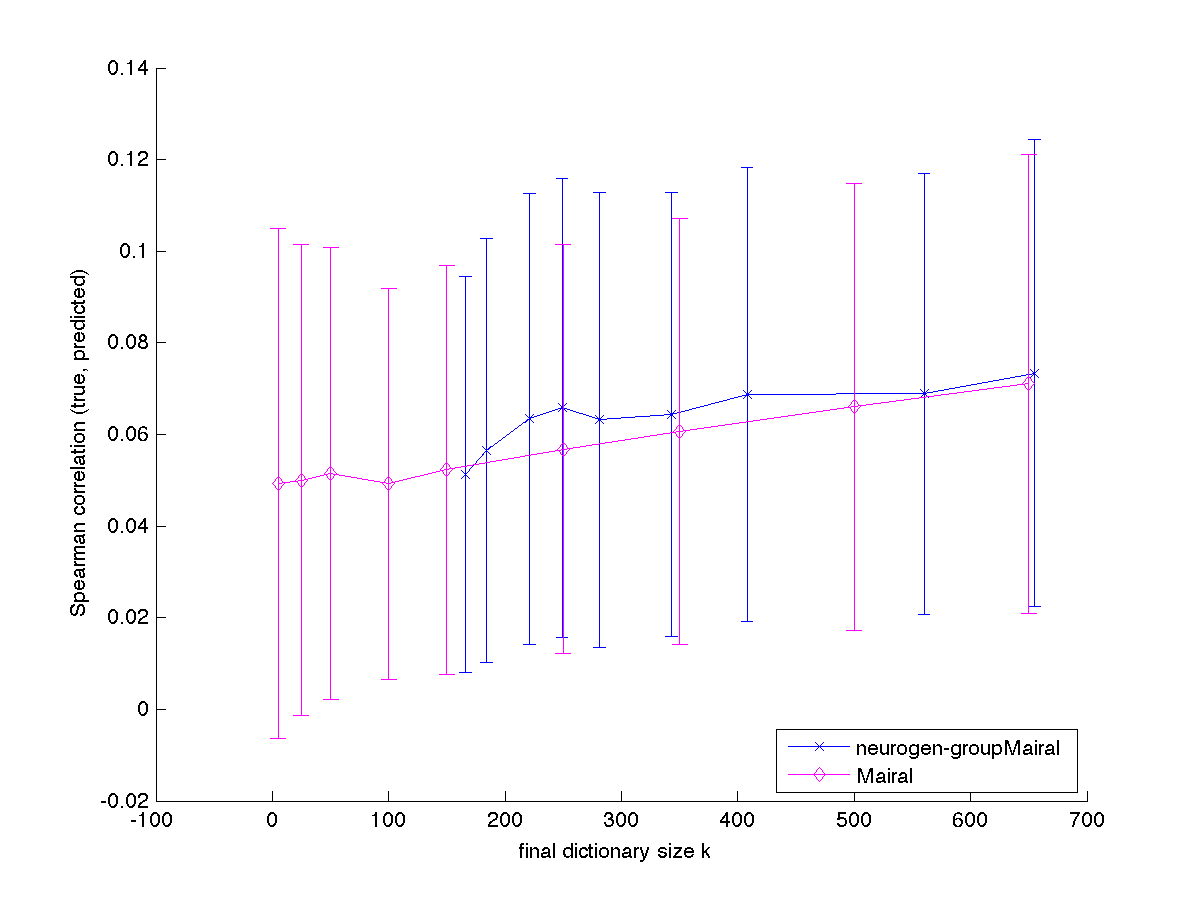 0.14
0.12
0.1
0.08
0.06
0.04
0.02
0
-0.02
Spearman correlation (true, predicted)
-100 0 100 200 300 400 500 600 700
final dictionary size k
neurogen-groupMairal
Mairal